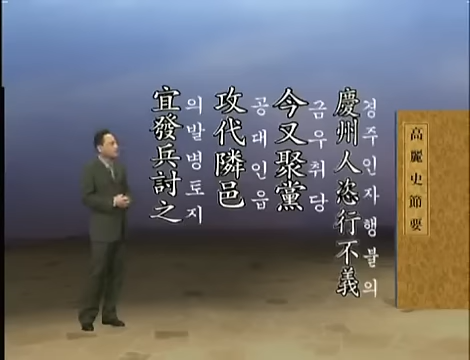 高麗史節要
慶州人恣行不義
경주인자행불의
今又聚黨
금우취당
攻代隣邑
공대인읍
宜發兵討之
의발병토지